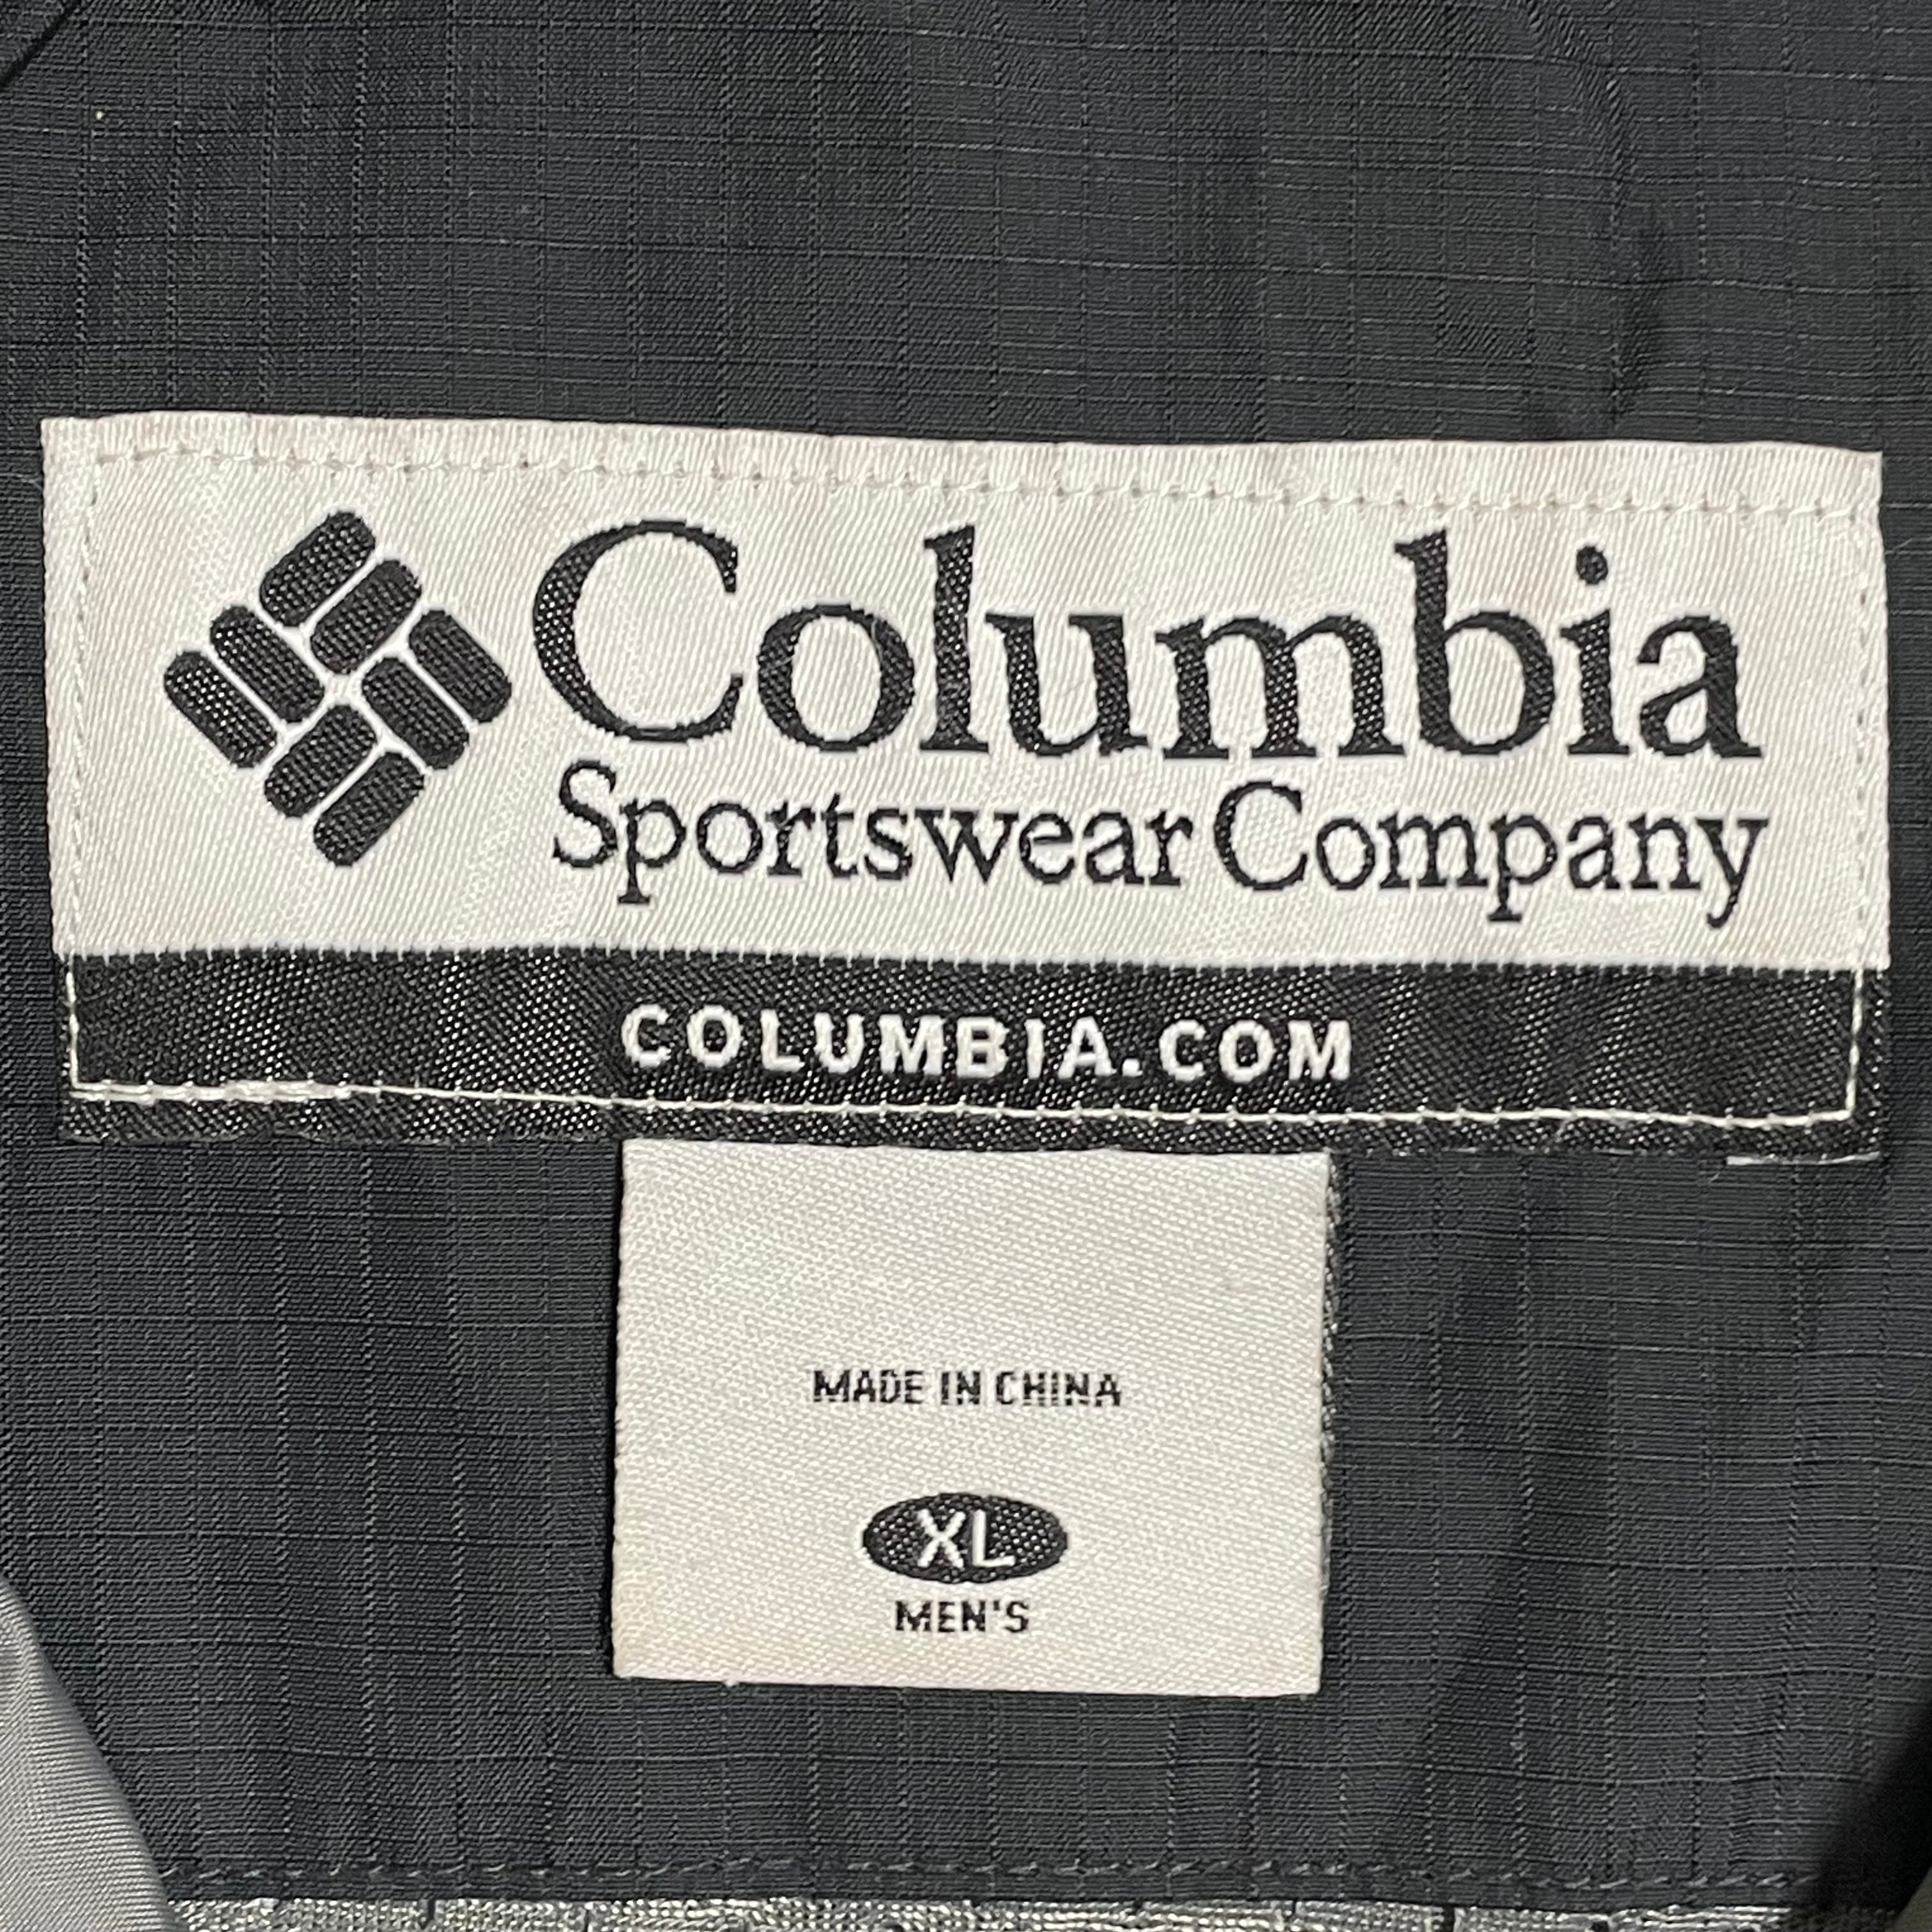 Columbia
Sportswear Company
COLUMBIA.COM
MADE IN CHINA
XL
MEN'S